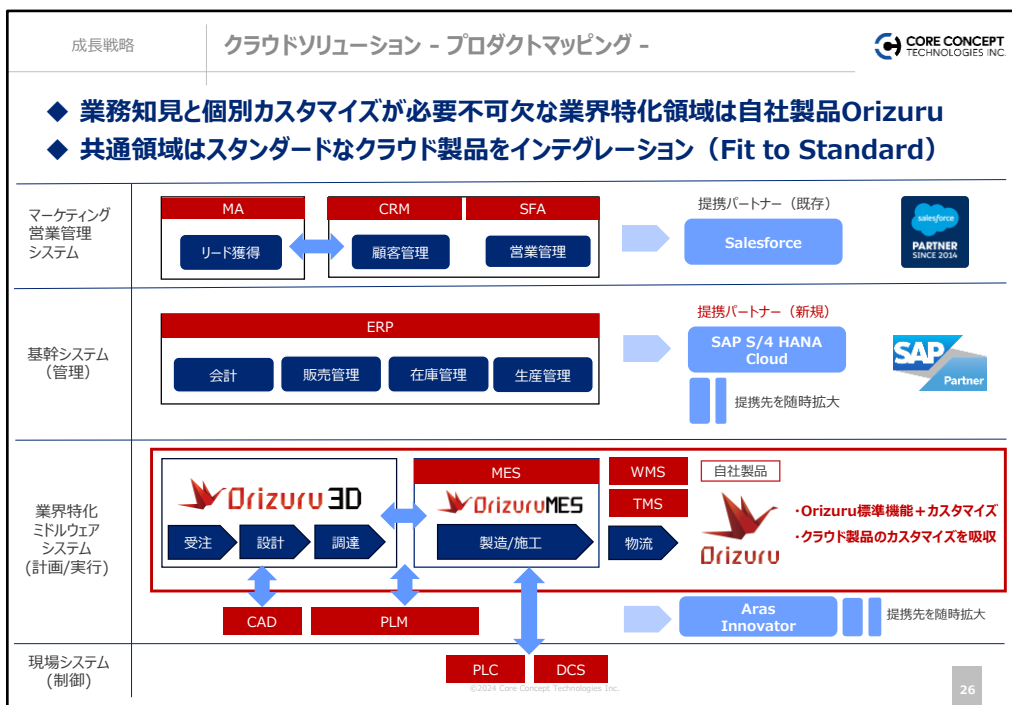 成長戦略
クラウドソリューション - プロダクトマッピング -
CORE CONCEPT
TECHNOLOGIES INC.
◆ 業務知見と個別カスタマイズが必要不可欠な業界特化領域は自社製品Orizuru
◆ 共通領域はスタンダードなクラウド製品をインテグレーション（Fit to Standard）
マーケティング
営業管理
システム
MA
リード獲得
CRM
SFA
顧客管理
営業管理
提携パートナー（既存）
Salesforce
salesforce
PARTNER
SINCE 2014
基幹システム
（管理）
ERP
会計
販売管理
在庫管理
生産管理
提携パートナー（新規）
SAP S/4 HANA
Cloud
提携先を随時拡大
SAP
Partner
業界特化
ミドルウェア
システム
(計画/実行)
Orizuru 3D
受注
設計
調達
MES
OrizuruMES
製造/施工
WMS
TMS
物流
自社製品
Orizuru
・Orizuru標準機能＋カスタマイズ
・クラウド製品のカスタマイズを吸収
CAD
PLM
Aras
Innovator
提携先を随時拡大
現場システム
(制御)
PLC
DCS
©2024 Core Concept Technologies Inc.
26